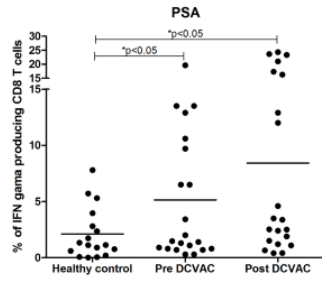 PSA
*p<0.05
*p<0.05
% of IFN gama producing CD8 T cells
30
25
20
15
15
10
5
0
Healthy control Pre DCVAC Post DCVAC